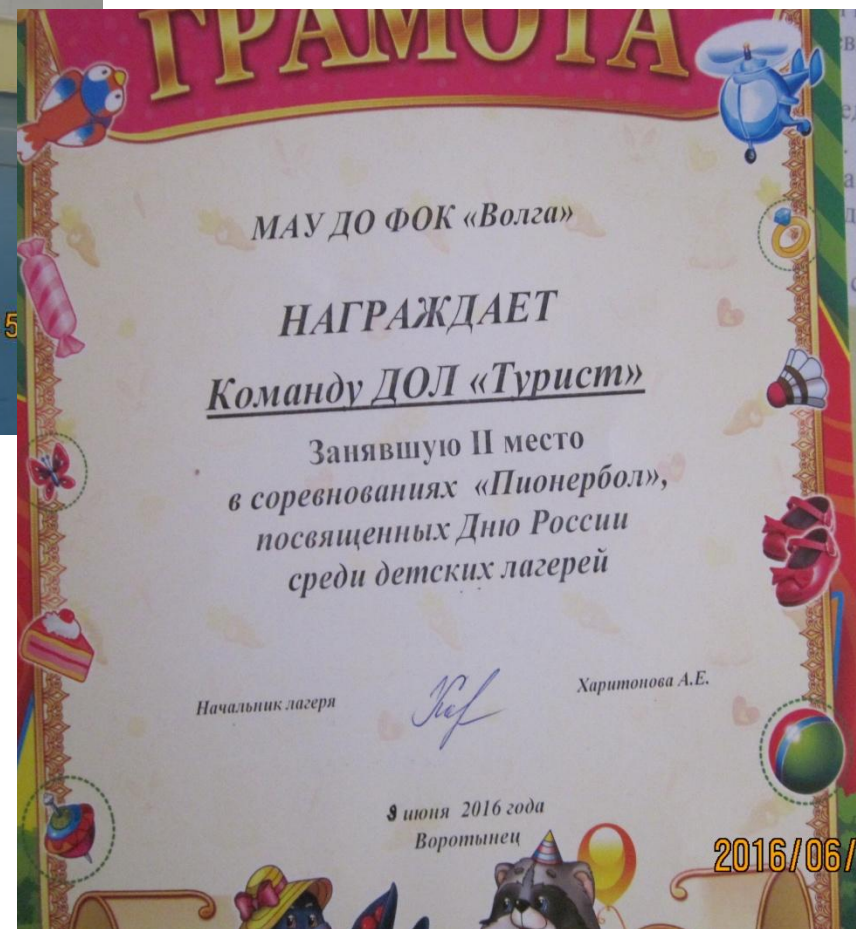 ГРАМОТА
МАУ ДО ФОК «Волга»
НАГРАЖДАЕТ
Команду ДОЛ «Турист»
Занявшую II место
в соревнованиях «Пионербол»,
посвященных Дню России
среди детских лагерей
Начальник лагеря
Харитонова А.Е.
июня 2016 года
Воротынец
2016/06/
5